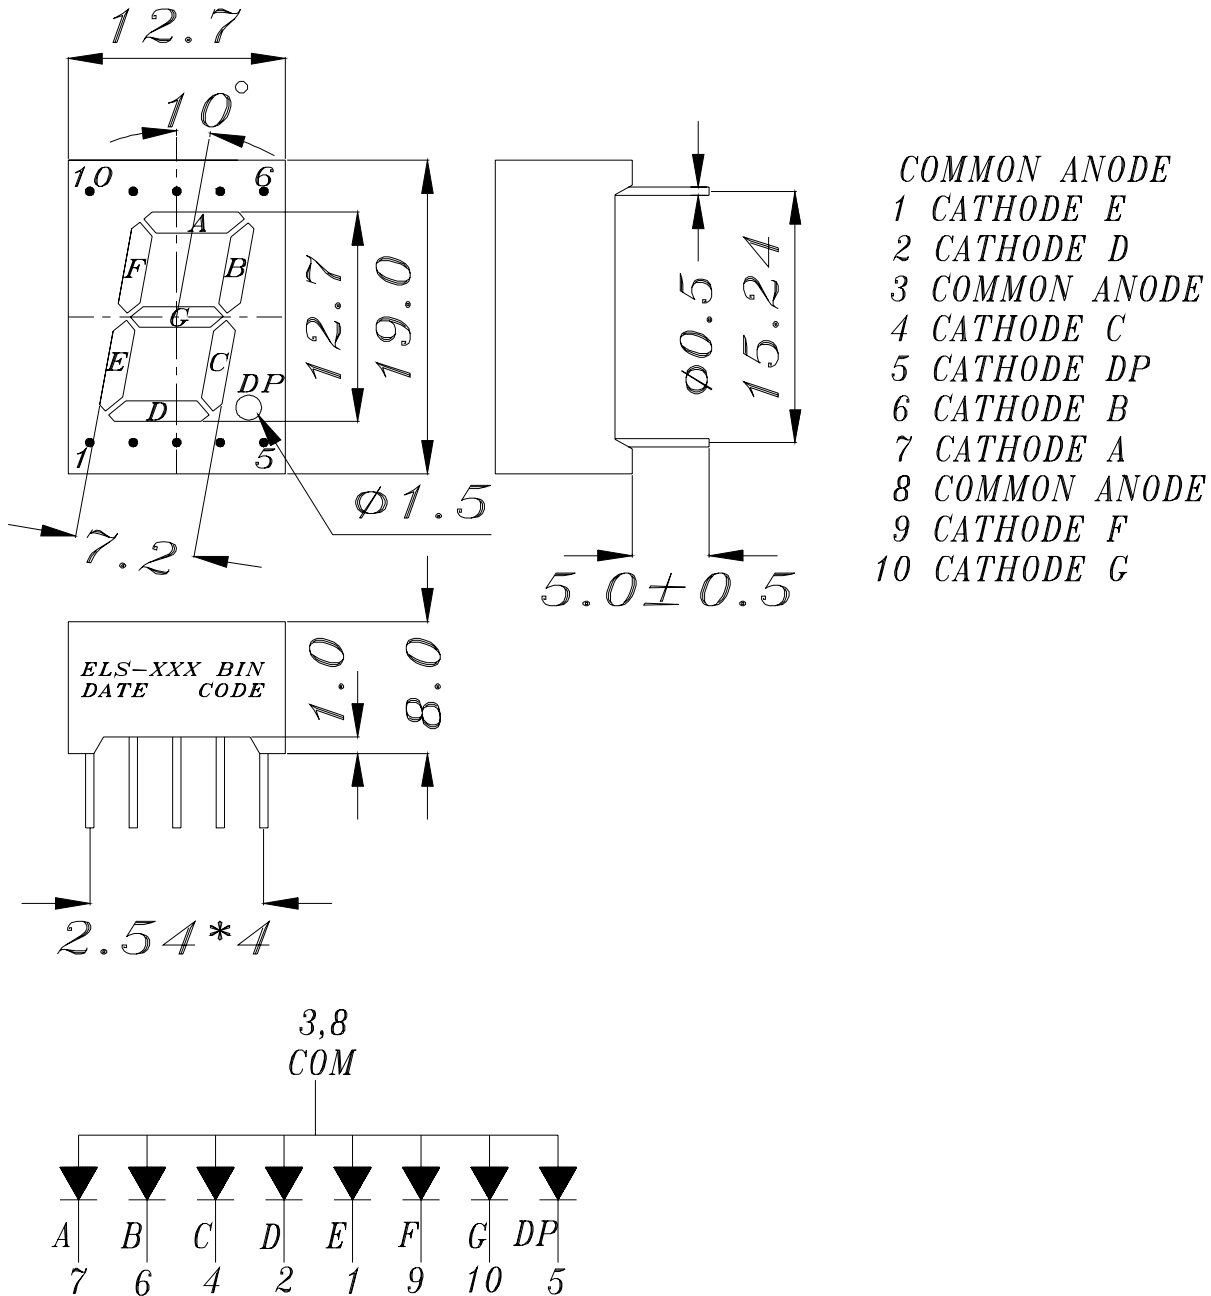 12.7
10°
10 6
A
F B
G
E C
DP
D
1 5
12.7
19.0
ø1.5
7.2
ø0.5
15.24
5.0±0.5
COMMON ANODE
1 CATHODE E
2 CATHODE D
3 COMMON ANODE
4 CATHODE C
5 CATHODE DP
6 CATHODE B
7 CATHODE A
8 COMMON ANODE
9 CATHODE F
10 CATHODE G
ELS-XXX BIN
DATE CODE
1.0
8.0
2.54*4
3,8
COM
A B C D E F G DP
7 6 4 2 1 9 10 5